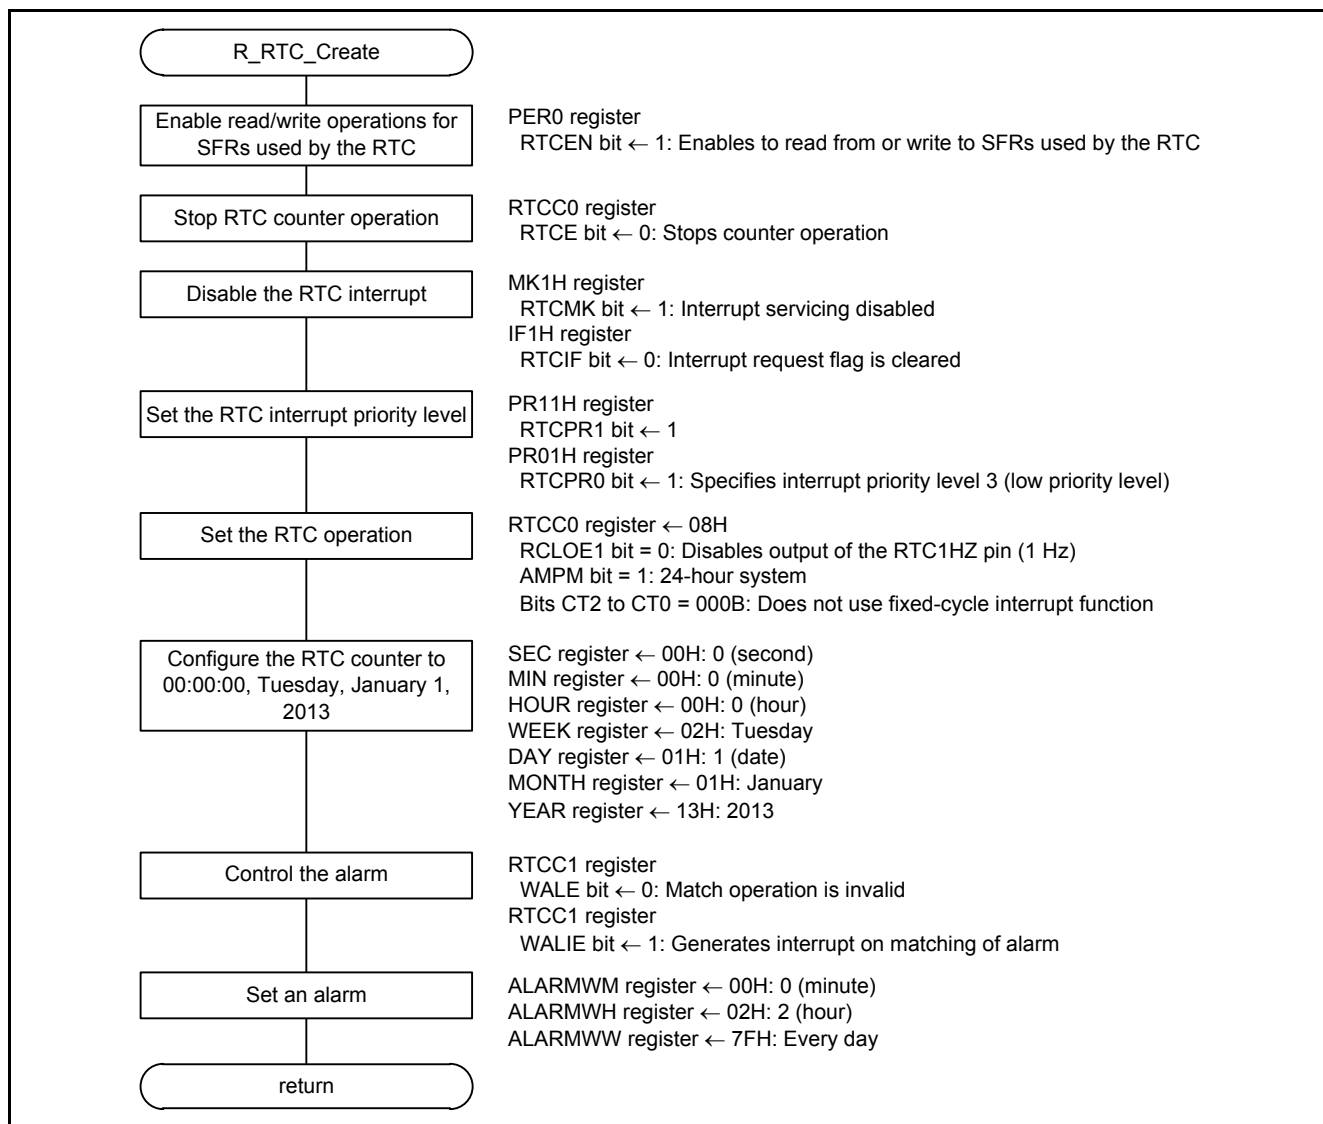 R_RTC_Create
Enable read/write operations for
SFRs used by the RTC
PER0 register
RTCEN bit ← 1: Enables to read from or write to SFRs used by the RTC
Stop RTC counter operation
RTCC0 register
RTCE bit ← 0: Stops counter operation
Disable the RTC interrupt
MK1H register
RTCMK bit ← 1: Interrupt servicing disabled
IF1H register
RTCIF bit ← 0: Interrupt request flag is cleared
Set the RTC interrupt priority level
PR11H register
RTCPR1 bit ← 1
PR01H register
RTCPR0 bit ← 1: Specifies interrupt priority level 3 (low priority level)
Set the RTC operation
RTCC0 register ← 08H
RCLOE1 bit = 0: Disables output of the RTC1HZ pin (1 Hz)
AMPM bit = 1: 24-hour system
Bits CT2 to CT0 = 000B: Does not use fixed-cycle interrupt function
Configure the RTC counter to
00:00:00, Tuesday, January 1,
2013
SEC register ← 00H: 0 (second)
MIN register ← 00H: 0 (minute)
HOUR register ← 00H: 0 (hour)
WEEK register ← 02H: Tuesday
DAY register ← 01H: 1 (date)
MONTH register ← 01H: January
YEAR register ← 13H: 2013
Control the alarm
RTCC1 register
WALE bit ← 0: Match operation is invalid
RTCC1 register
WALIE bit ← 1: Generates interrupt on matching of alarm
Set an alarm
ALARMWM register ← 00H: 0 (minute)
ALARMWH register ← 02H: 2 (hour)
ALARMWW register ← 7FH: Every day
return